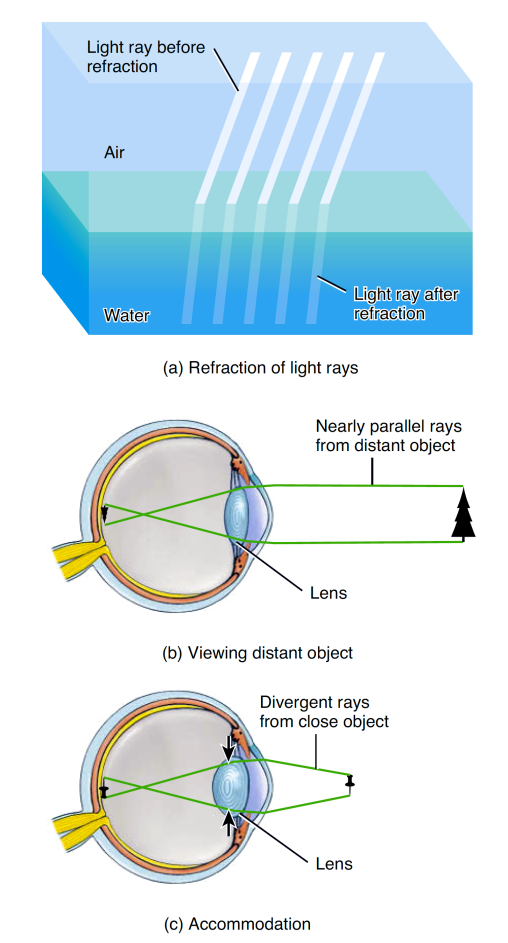 Light ray before
refraction
Air
Light ray after
refraction
Water
(a) Refraction of light rays
Nearly parallel rays
from distant object
Lens
(b) Viewing distant object
Divergent rays
from close object
Lens
(c) Accommodation